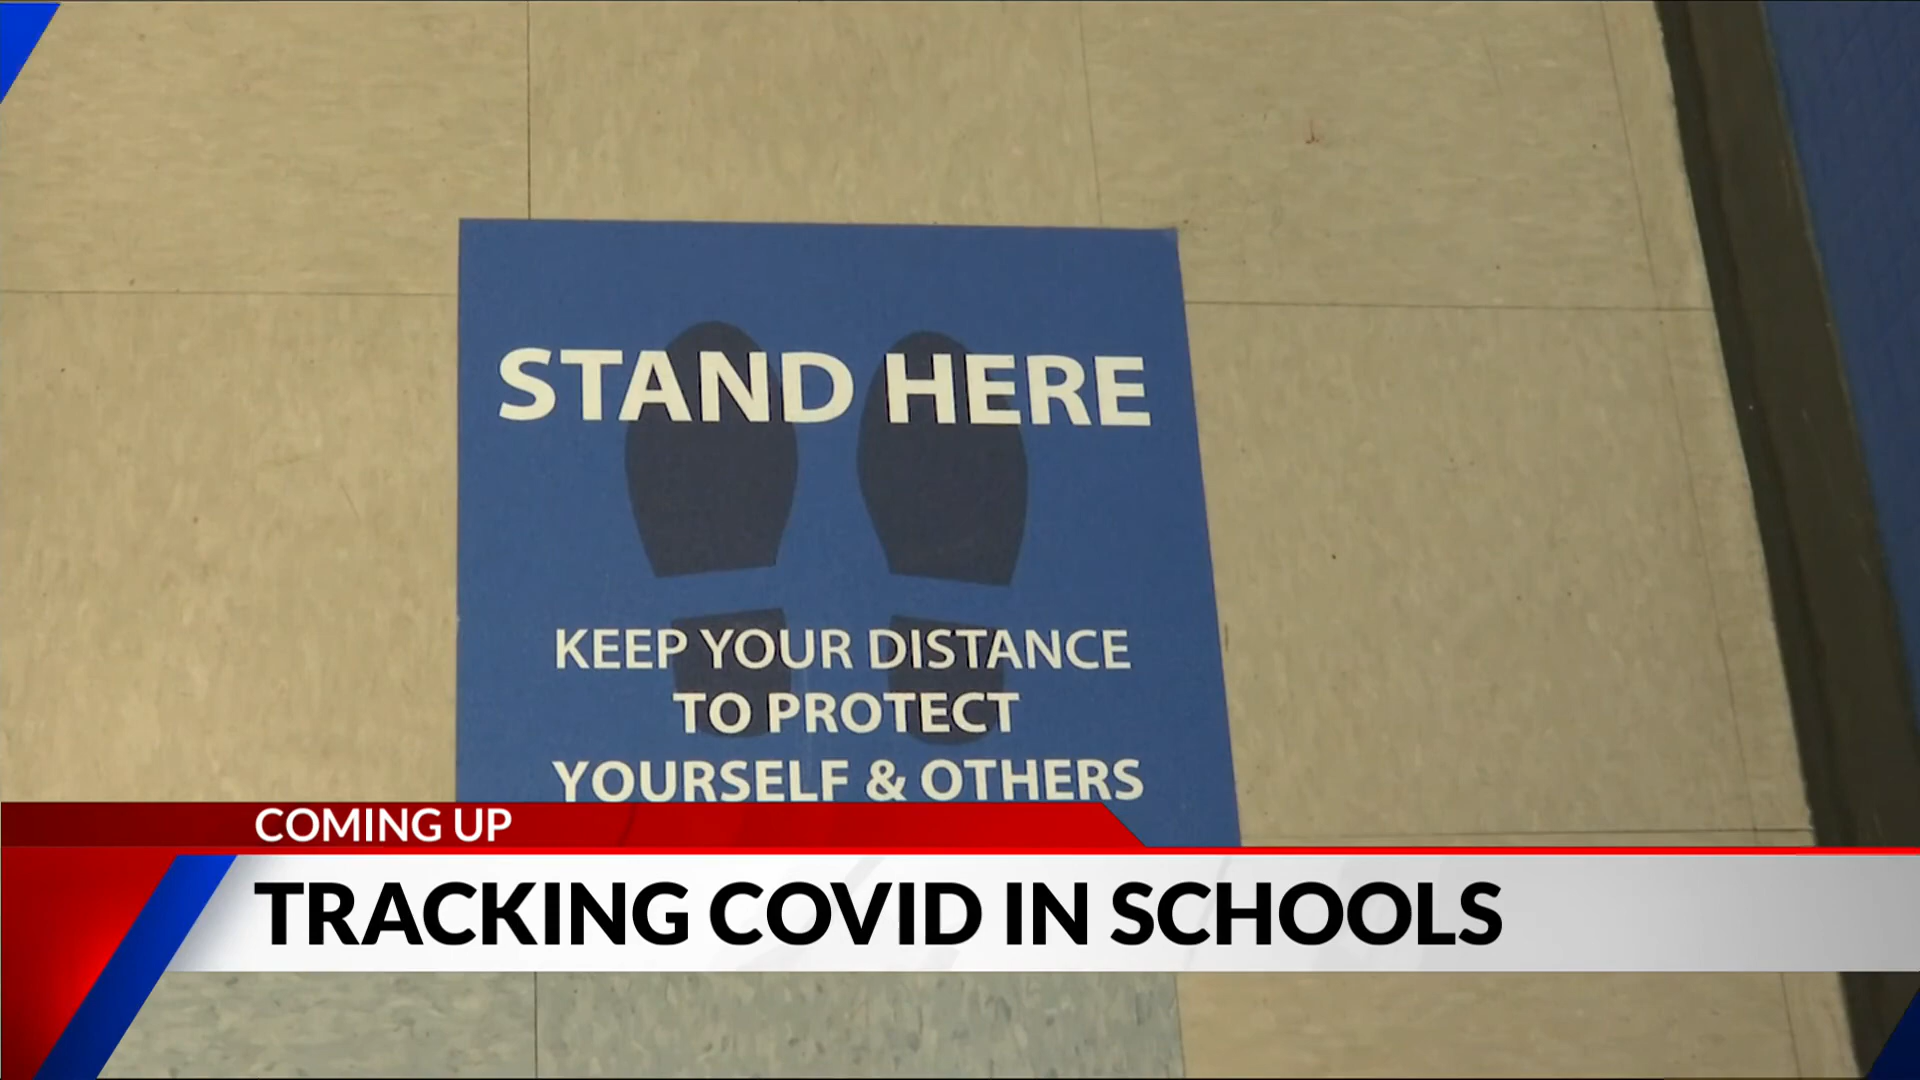 STAND HERE
KEEP YOUR DISTANCE
TO PROTECT
YOURSELF & OTHERS
COMING UP
TRACKING COVID IN SCHOOLS